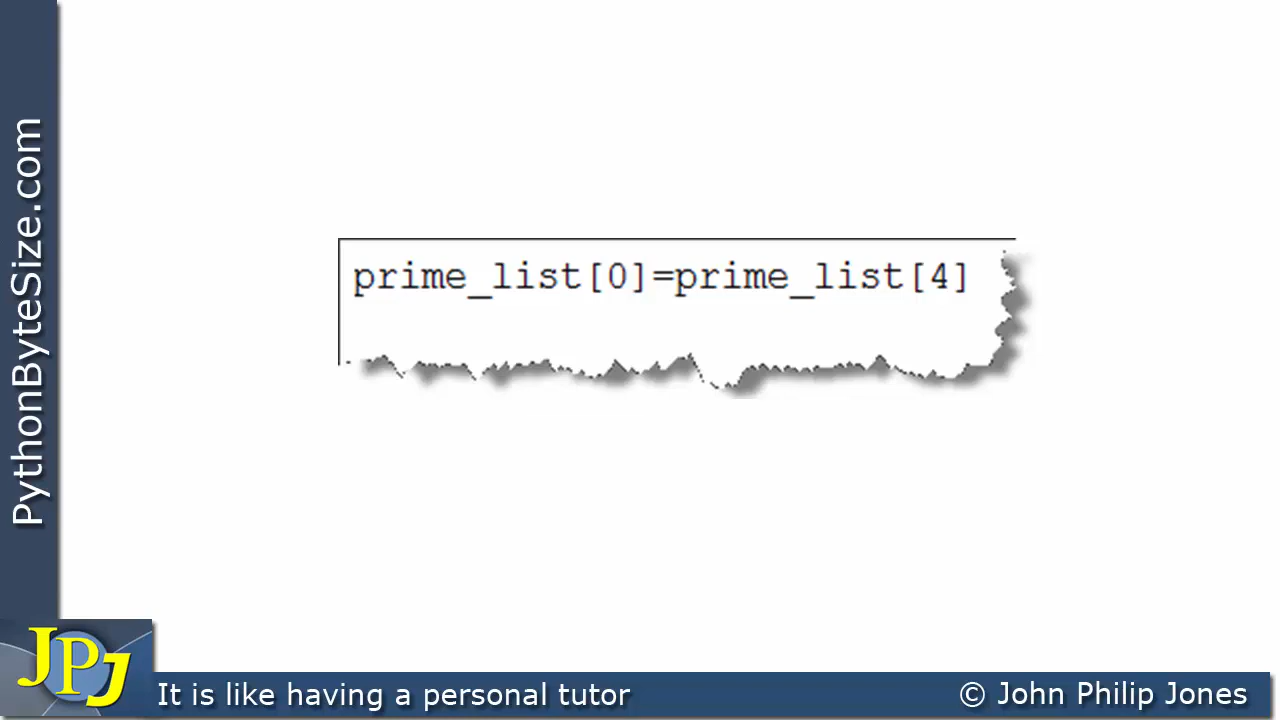 PythonByteSize.com
prime_list[0]=prime_list[4]
JPJ
It is like having a personal tutor
© John Philip Jones